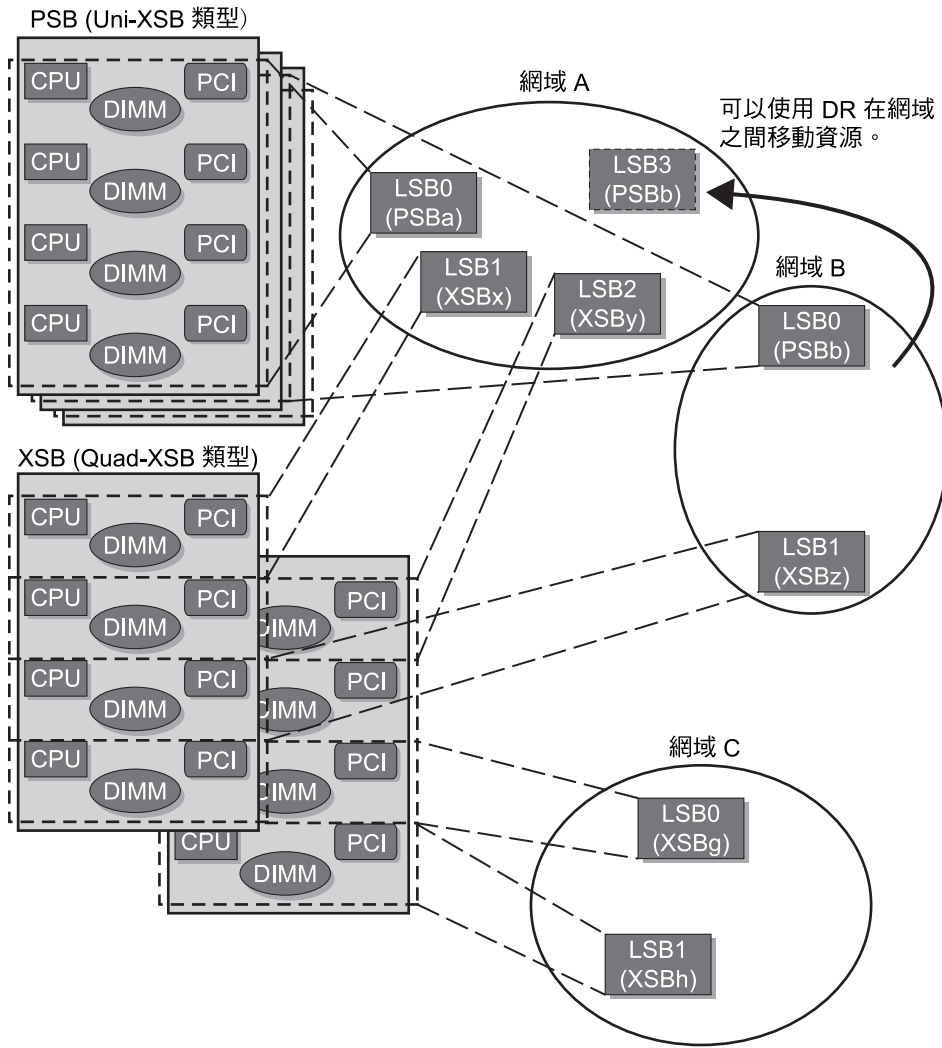 PSB (Uni-XSB 類型)
CPU
PCI
DIMM
CPU
PCI
DIMM
CPU
PCI
DIMM
CPU
PCI
DIMM
網域 A
LSB0
(PSBa)
LSB1
(XSBx)
LSB2
(XSBy)
LSB3
(PSBb)
可以使用 DR 在網域
之間移動資源。
網域 B
LSB0
(PSBb)
LSB1
(XSBz)
XSB (Quad-XSB 類型)
CPU
PCI
DIMM
CPU
PCI
DIMM
CPU
PCI
DIMM
CPU
PCI
DIMM
PCI
DIMM
PCI
DIMM
PCI
DIMM
CPU
PCI
DIMM
網域 C
LSB0
(XSBg)
LSB1
(XSBh)